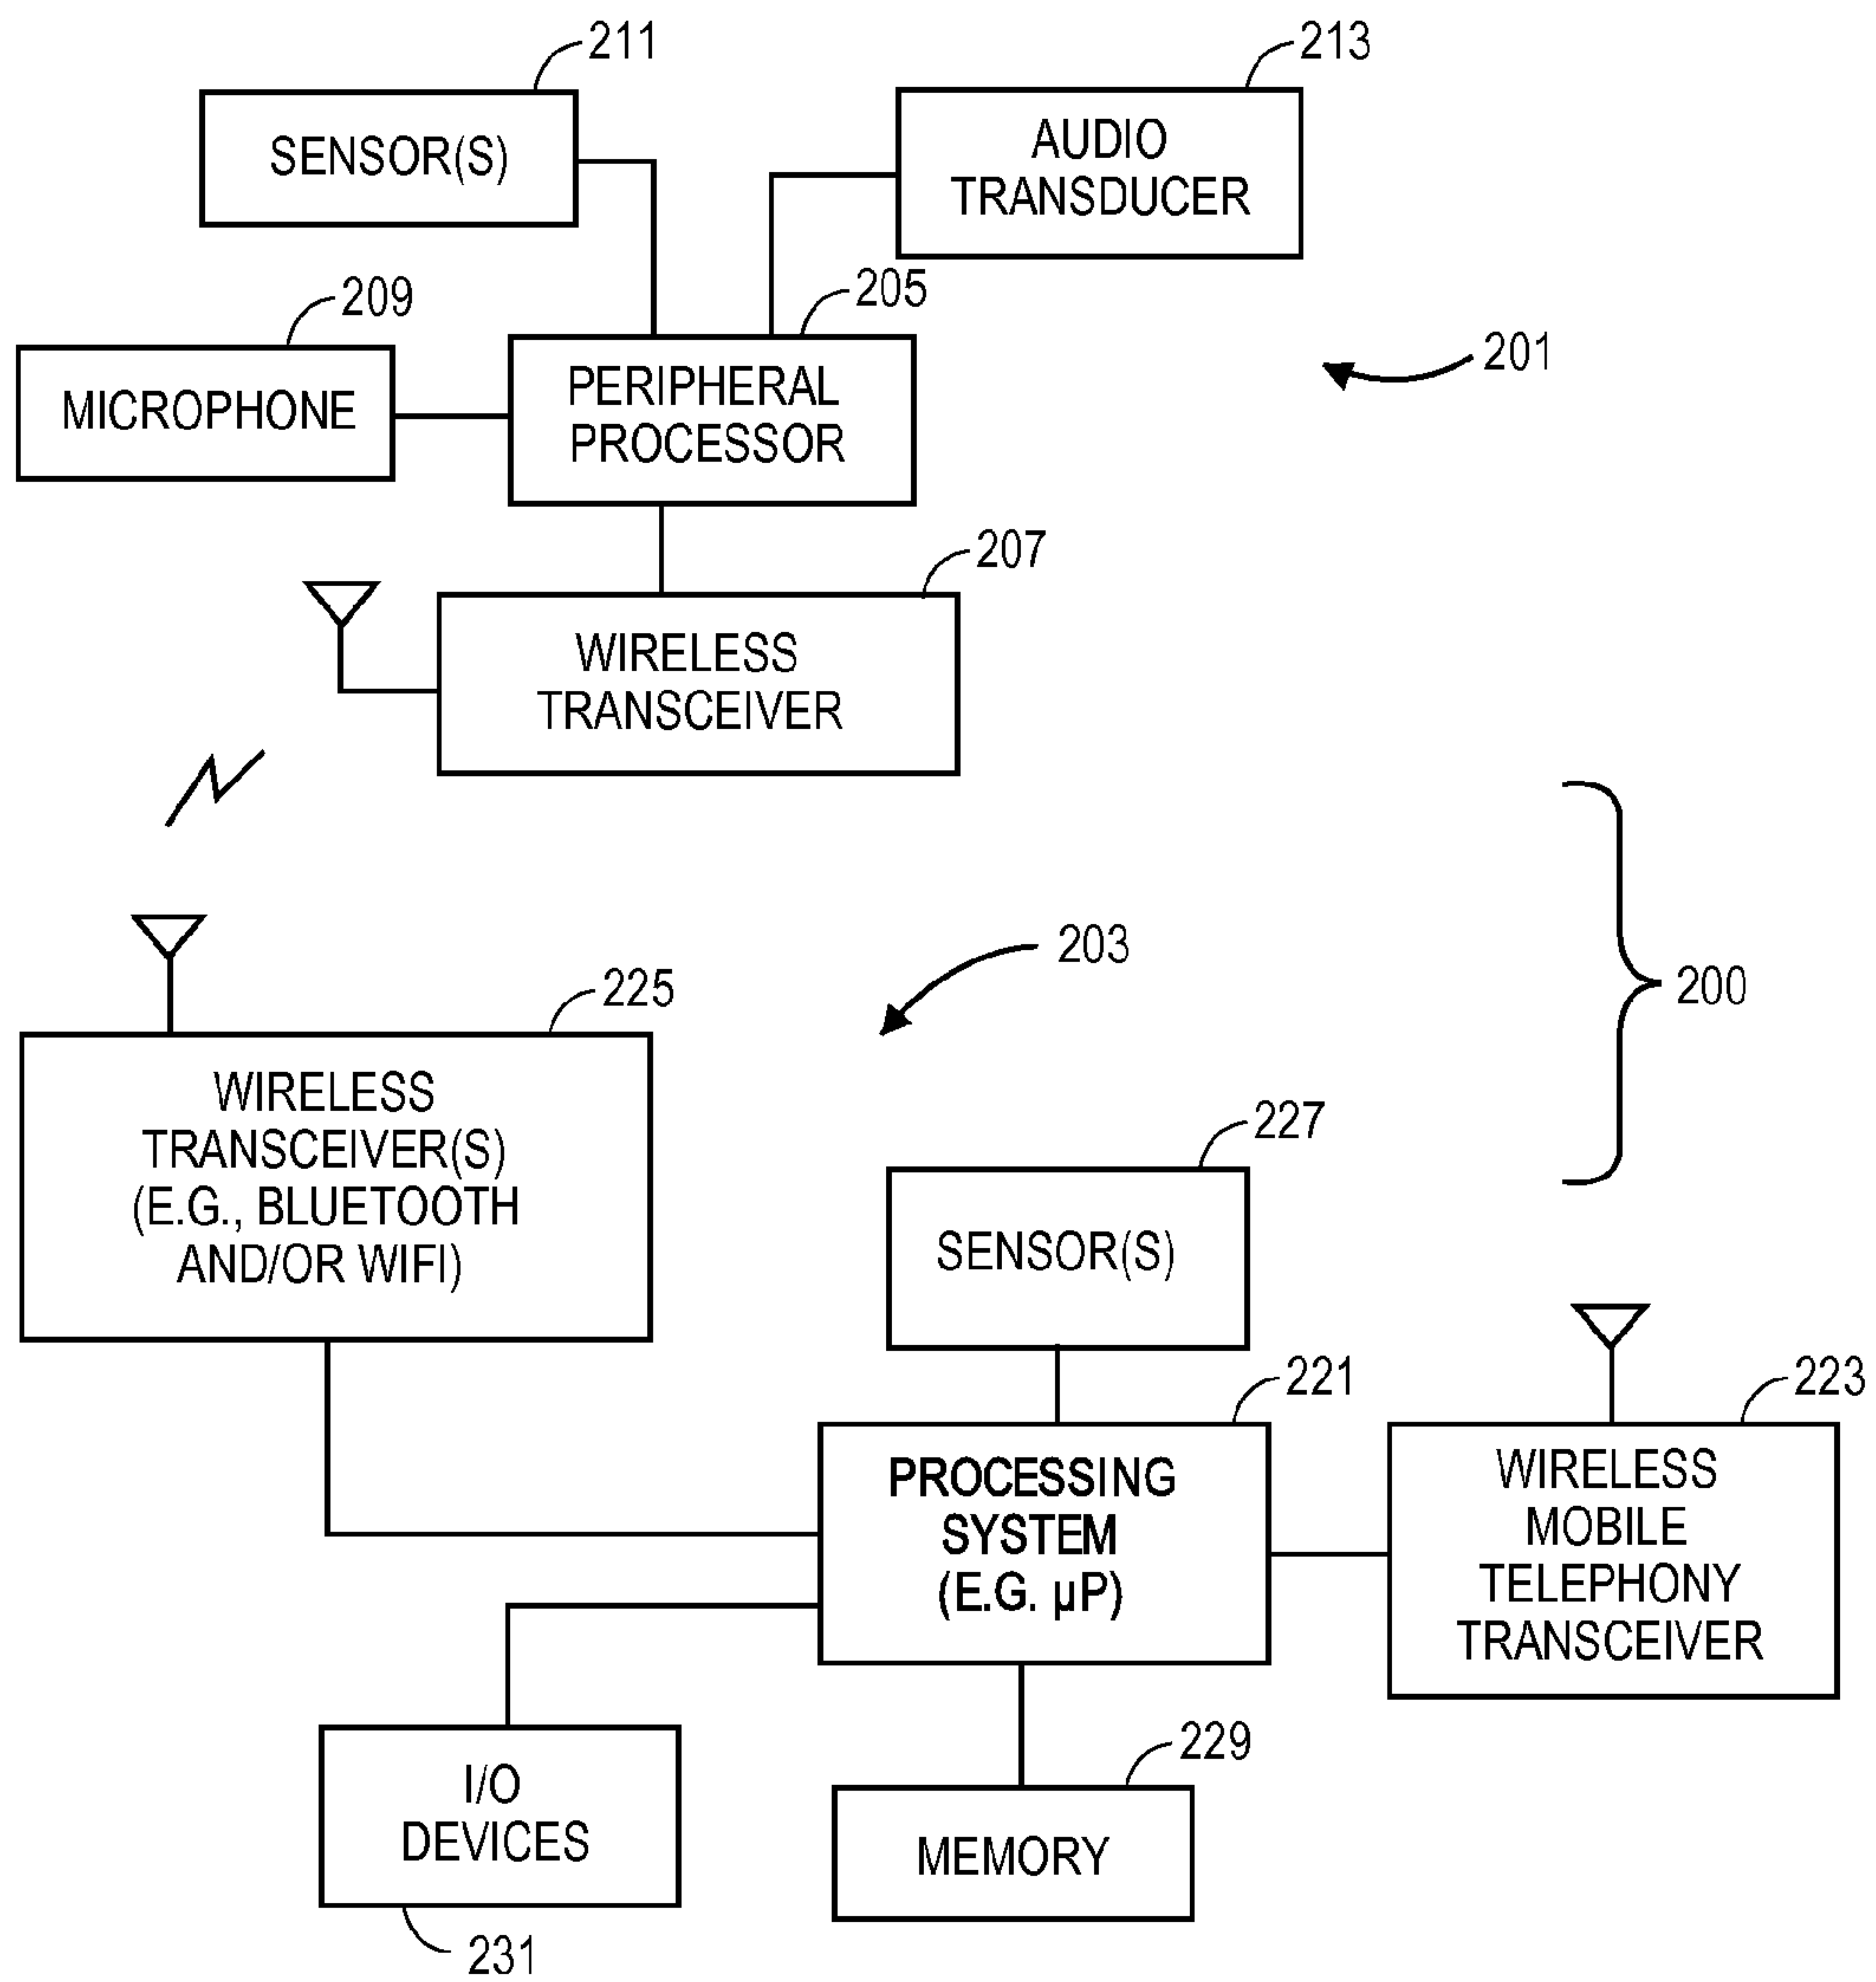 211
SENSOR(S)
213
AUDIO
TRANSDUCER
209
MICROPHONE
205
PERIPHERAL
PROCESSOR
201
207
WIRELESS
TRANSCEIVER
200
203
225
WIRELESS
TRANSCEIVER(S)
(E.G., BLUETOOTH
AND/OR WIFI)
227
SENSOR(S)
221
PROCESSING
SYSTEM
(E.G. µP)
223
WIRELESS
MOBILE
TELEPHONY
TRANSCEIVER
I/O
DEVICES
231
229
MEMORY